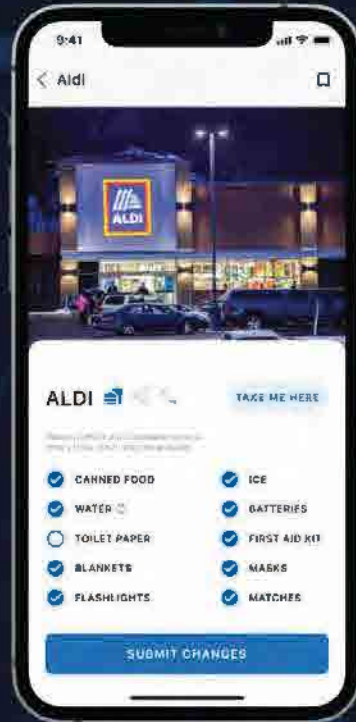 9:41
Aldi
ALDI
ALDI
TAKE ME HERE
CANNED FOOD
ICE
WATER
BATTERIES
TOILET PAPER
FIRST AID KIT
BLANKETS
MASKS
FLASHLIGHTS
MATCHES
SUBMIT CHANGES